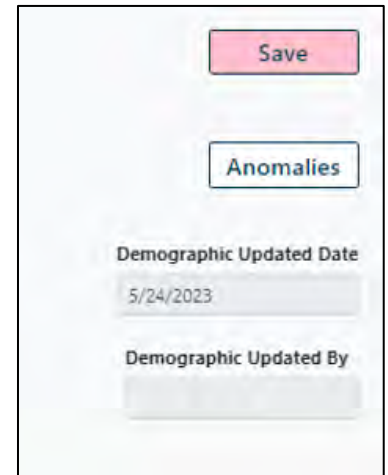 Save
Anomalies
Demographic Updated Date
5/24/2023
Demographic Updated By